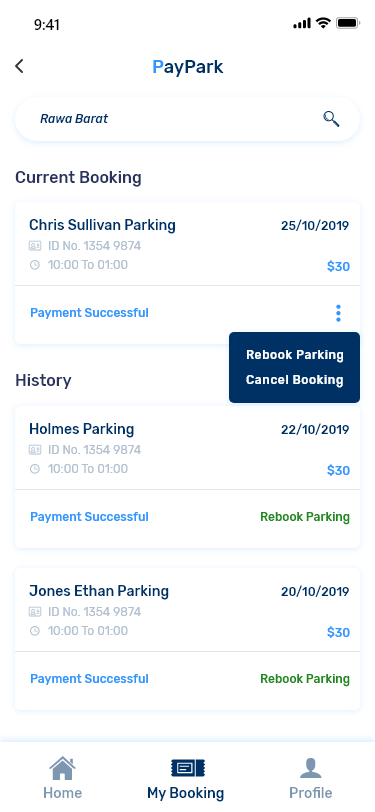 9:41
PayPark
Rawa Barat
Current Booking
Chris Sullivan Parking 25/10/2019
ID No. 1354 9874
10:00 To 01:00 $30
Payment Successful
Rebook Parking
Cancel Booking
History
Holmes Parking 22/10/2019
ID No. 1354 9874
10:00 To 01:00 $30
Payment Successful Rebook Parking
Jones Ethan Parking 20/10/2019
ID No. 1354 9874
10:00 To 01:00 $30
Payment Successful Rebook Parking
Home My Booking Profile